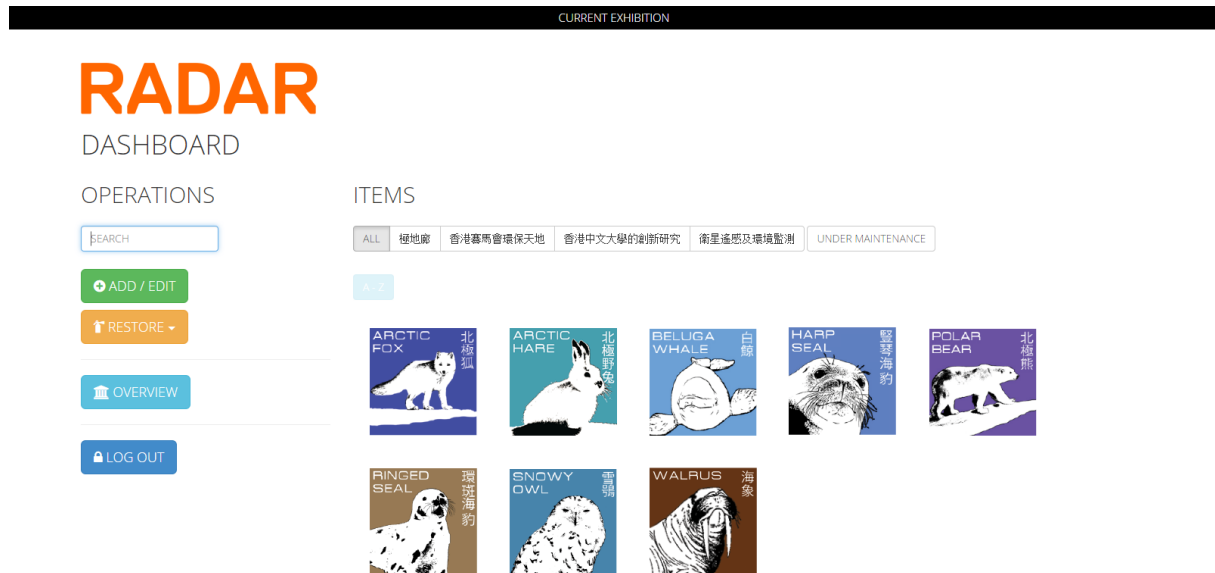 CURRENT EXHIBITION
RADAR
DASHBOARD
OPERATIONS
SEARCH
ADD / EDIT
RESTORE
OVERVIEW
LOG OUT
ITEMS
ALL 極地廊 香港賽馬會環保天地 香港中文大學的創新研究 衛星遙感及環境監測 UNDER MAINTENANCE
A - Z
ARCTIC
FOX
北極狐
ARCTIC
HARE
北極野兔
BELUGA
WHALE
白鯨
HARP
SEAL
豎琴海豹
POLAR
BEAR
北極熊
RINGED
SEAL
環斑海豹
SNOWY
OWL
雪鴞
WALRUS
海象